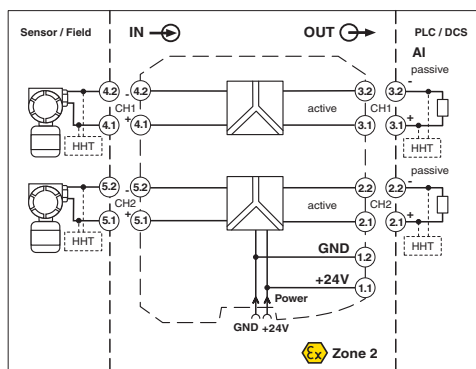 Sensor / Field IN OUT PLC / DCS
AI
passive
4.2 - 4.2 3.2 3.2 -
CH1 active CH1
4.1 + 4.1 3.1 3.1 +
HHT HHT
passive
5.2 - 5.2 2.2 2.2 -
CH2 active CH2
5.1 + 5.1 2.1 2.1 +
HHT HHT
GND 1.2
+24V 1.1
Power
GND +24V
Ex Zone 2